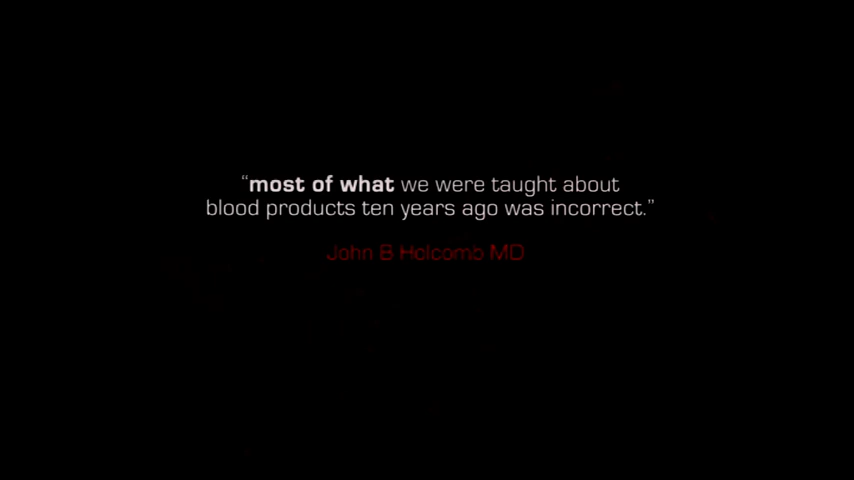 “most of what we were taught about
blood products ten years ago was incorrect.”
John B Holcomb MD